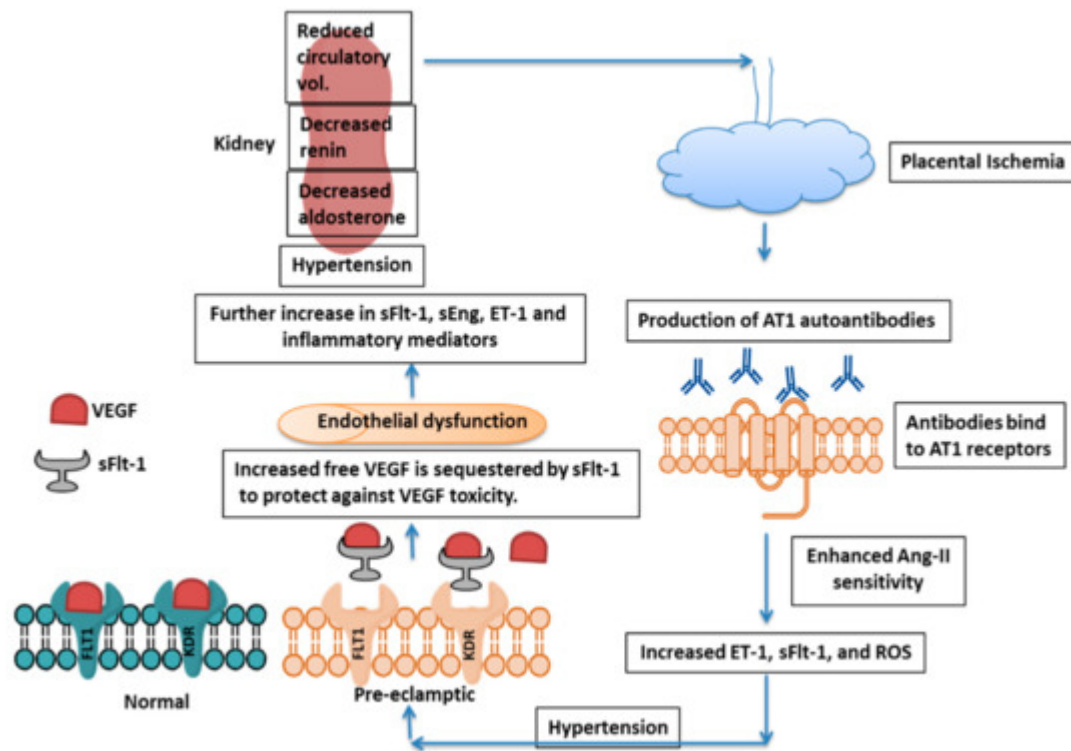 Reduced
circulatory
vol.
Kidney
Decreased
renin
Decreased
aldosterone
Hypertension
Further increase in sFlt-1, sEng, ET-1 and
inflammatory mediators
Endothelial dysfunction
Increased free VEGF is sequestered by sFlt-1
to protect against VEGF toxicity.
VEGF
sFlt-1
FLT1
KDR
Normal
FLT1
KDR
Pre-eclamptic
Placental Ischemia
Production of AT1 autoantibodies
Antibodies bind
to AT1 receptors
Enhanced Ang-II
sensitivity
Increased ET-1, sFlt-1, and ROS
Hypertension